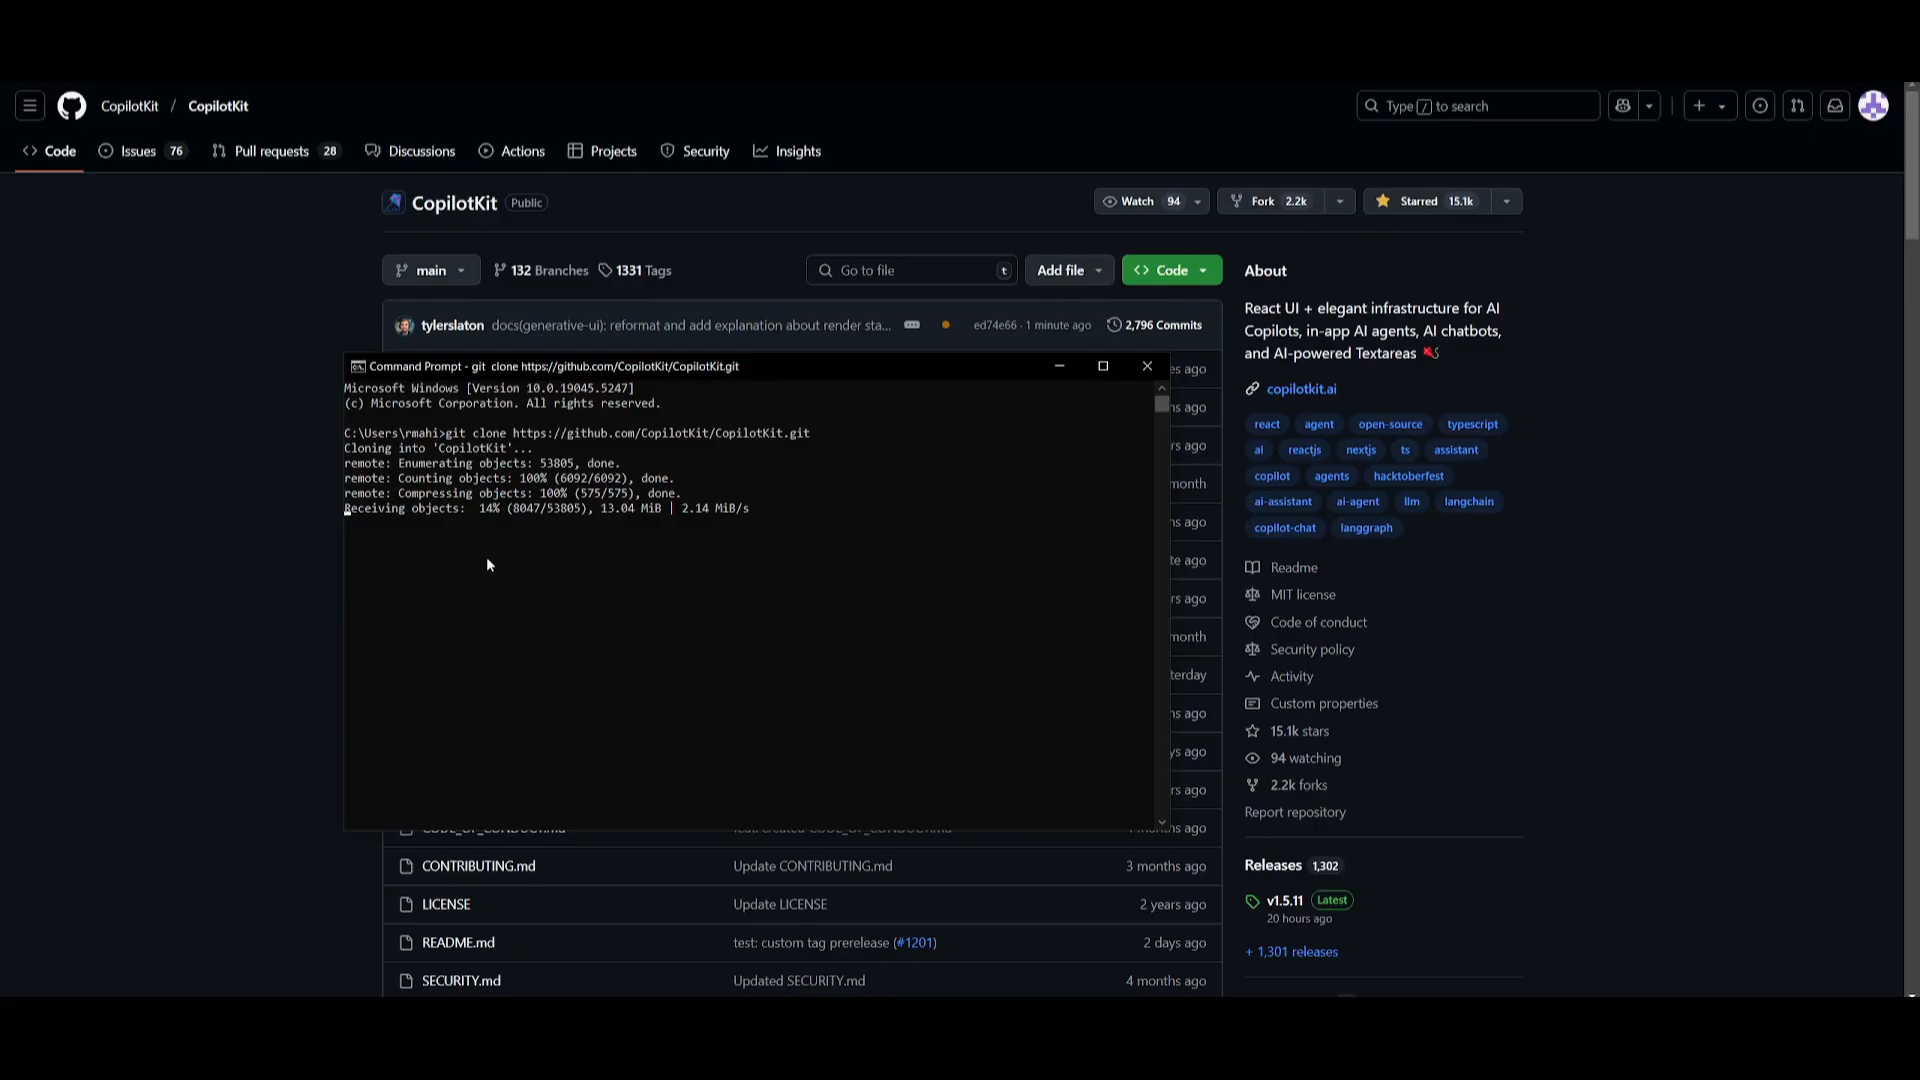 CopilotKit / CopilotKit
Type / to search
Code
Issues 76
Pull requests 28
Discussions
Actions
Projects
Security
Insights
CopilotKit Public
Watch 94
Fork 2.2k
Starred 15.1k
main
132 Branches
1331 Tags
Go to file t
Add file
Code
tylerslaton docs(generative-ui): reformat and add explanation about render sta... ed74e66 · 1 minute ago 2,796 Commits
Command Prompt - git clone https://github.com/CopilotKit/CopilotKit.git
Microsoft Windows [Version 10.0.19045.5247]
(c) Microsoft Corporation. All rights reserved.
C:\Users\rmahi>git clone https://github.com/CopilotKit/CopilotKit.git
Cloning into 'CopilotKit'...
remote: Enumerating objects: 53805, done.
remote: Counting objects: 100% (6092/6092), done.
remote: Compressing objects: 100% (575/575), done.
Receiving objects: 14% (8047/53805), 13.04 MiB | 2.14 MiB/s
ago
ago
ago
month
ago
ago
ago
month
ago
ago
ago
ago
CONTRIBUTING.md Update CONTRIBUTING.md 3 months ago
LICENSE Update LICENSE 2 years ago
README.md test: custom tag prerelease (#1201) 2 days ago
SECURITY.md Updated SECURITY.md 4 months ago
About
React UI + elegant infrastructure for AI
Copilots, in-app AI agents, AI chatbots,
and AI-powered Textareas
copilotkit.ai
react agent open-source typescript
ai reactjs nextjs ts assistant
copilot agents hacktoberfest
ai-assistant ai-agent llm langchain
copilot-chat langgraph
Readme
MIT license
Code of conduct
Security policy
Activity
Custom properties
15.1k stars
94 watching
2.2k forks
Report repository
Releases 1,302
v1.5.11 Latest
20 hours ago
+ 1,301 releases